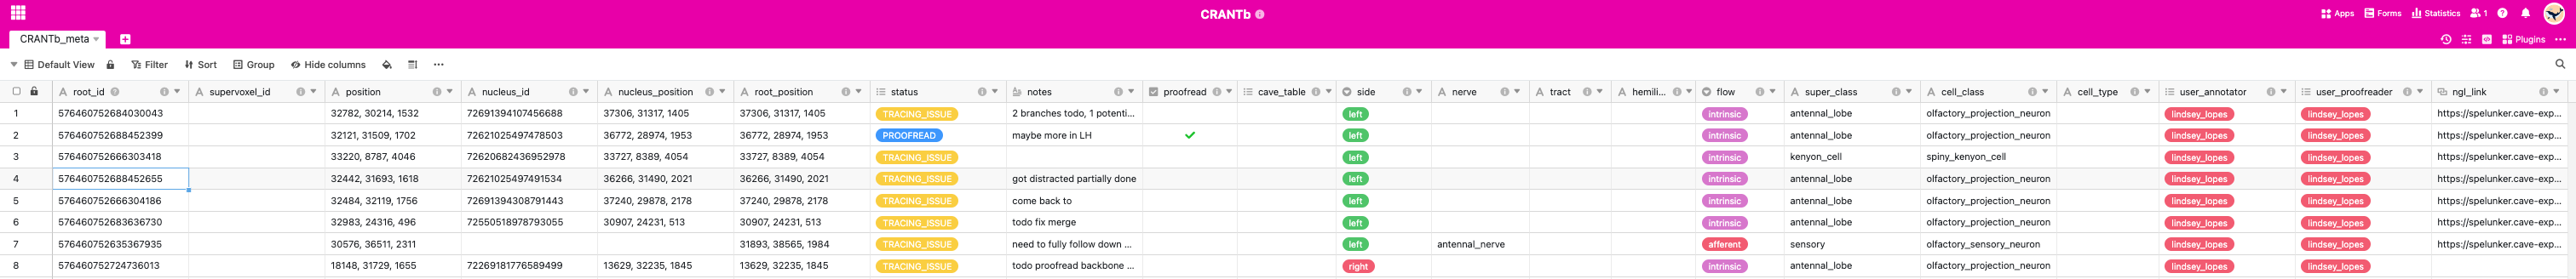 CRANTb
Apps Forms Statistics 1
CRANTb_meta
Plugins
Default View Filter Sort Group Hide columns
root_id supervoxel_id position nucleus_id nucleus_position root_position status notes proofread cave_table side nerve tract hemili... flow super_class cell_class cell_type user_annotator user_proofreader ngl_link
1 576460752684030043 32782, 30214, 1532 72691394107456688 37306, 31317, 1405 37306, 31317, 1405 TRACING_ISSUE 2 branches todo, 1 potenti... left intrinsic antennal_lobe olfactory_projection_neuron lindsey_lopes lindsey_lopes https://spelunker.cave-exp...
2 576460752688452399 32121, 31509, 1702 72621025497478503 36772, 28974, 1953 36772, 28974, 1953 PROOFREAD maybe more in LH left intrinsic antennal_lobe olfactory_projection_neuron lindsey_lopes lindsey_lopes https://spelunker.cave-exp...
3 576460752666303418 33220, 8787, 4046 72620682436952978 33727, 8389, 4054 33727, 8389, 4054 TRACING_ISSUE left intrinsic kenyon_cell spiny_kenyon_cell lindsey_lopes lindsey_lopes https://spelunker.cave-exp...
4 576460752688452655 32442, 31693, 1618 72621025497491534 36266, 31490, 2021 36266, 31490, 2021 TRACING_ISSUE got distracted partially done left intrinsic antennal_lobe olfactory_projection_neuron lindsey_lopes lindsey_lopes https://spelunker.cave-exp...
5 576460752666304186 32484, 32119, 1756 72691394308791443 37240, 29878, 2178 37240, 29878, 2178 TRACING_ISSUE come back to left intrinsic antennal_lobe olfactory_projection_neuron lindsey_lopes lindsey_lopes https://spelunker.cave-exp...
6 576460752683636730 32983, 24316, 496 72550518978793055 30907, 24231, 513 30907, 24231, 513 TRACING_ISSUE todo fix merge left intrinsic antennal_lobe olfactory_projection_neuron lindsey_lopes lindsey_lopes https://spelunker.cave-exp...
7 576460752635367935 30576, 36511, 2311 31893, 38565, 1984 TRACING_ISSUE need to fully follow down ... left antennal_nerve afferent sensory olfactory_sensory_neuron lindsey_lopes lindsey_lopes https://spelunker.cave-exp...
8 576460752724736013 18148, 31729, 1655 72269181776589499 13629, 32235, 1845 13629, 32235, 1845 TRACING_ISSUE todo proofread backbone ... right intrinsic antennal_lobe olfactory_projection_neuron lindsey_lopes lindsey_lopes